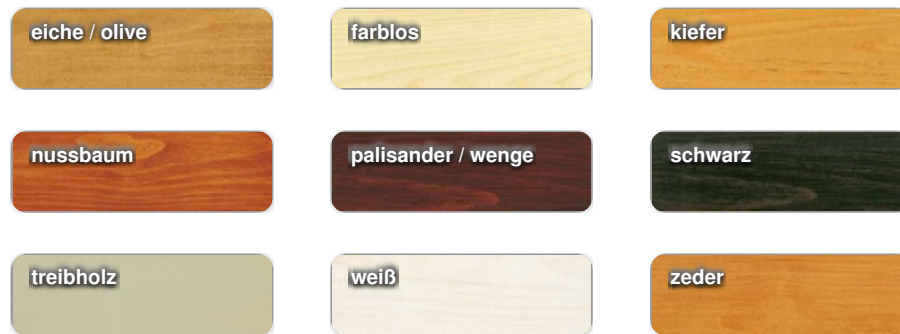 eiche / olive
farblos
kiefer
nussbaum
palisander / wenge
schwarz
treibholz
weiß
zeder